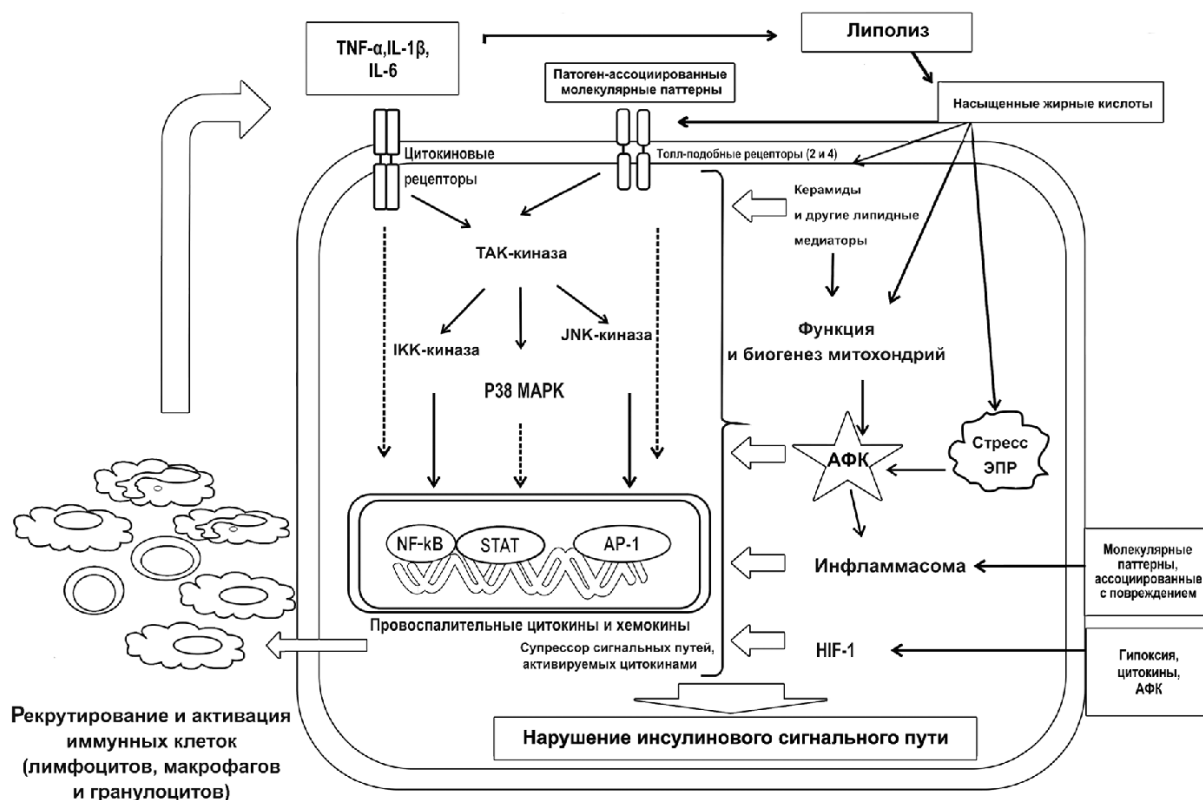 TNF-α,IL-1β,
IL-6
Липолиз
Патоген-ассоциированные
молекулярные паттерны
Насыщенные жирные кислоты
Цитокиновые
рецепторы
Толл-подобные рецепторы (2 и 4)
Керамиды
и другие липидные
медиаторы
TAK-киназа
IKK-киназа
JNK-киназа
P38 MAPK
Функция
и биогенез митохондрий
АФК
Стресс
ЭПР
NF-kB
STAT
AP-1
Инфламмасома
Молекулярные
паттерны,
ассоциированные
с повреждением
Провоспалительные цитокины и хемокины
Супрессор сигнальных путей,
активируемых цитокинами
HIF-1
Гипоксия,
цитокины,
АФК
Нарушение инсулинового сигнального пути
Рекрутирование и активация
иммунных клеток
(лимфоцитов, макрофагов
и гранулоцитов)